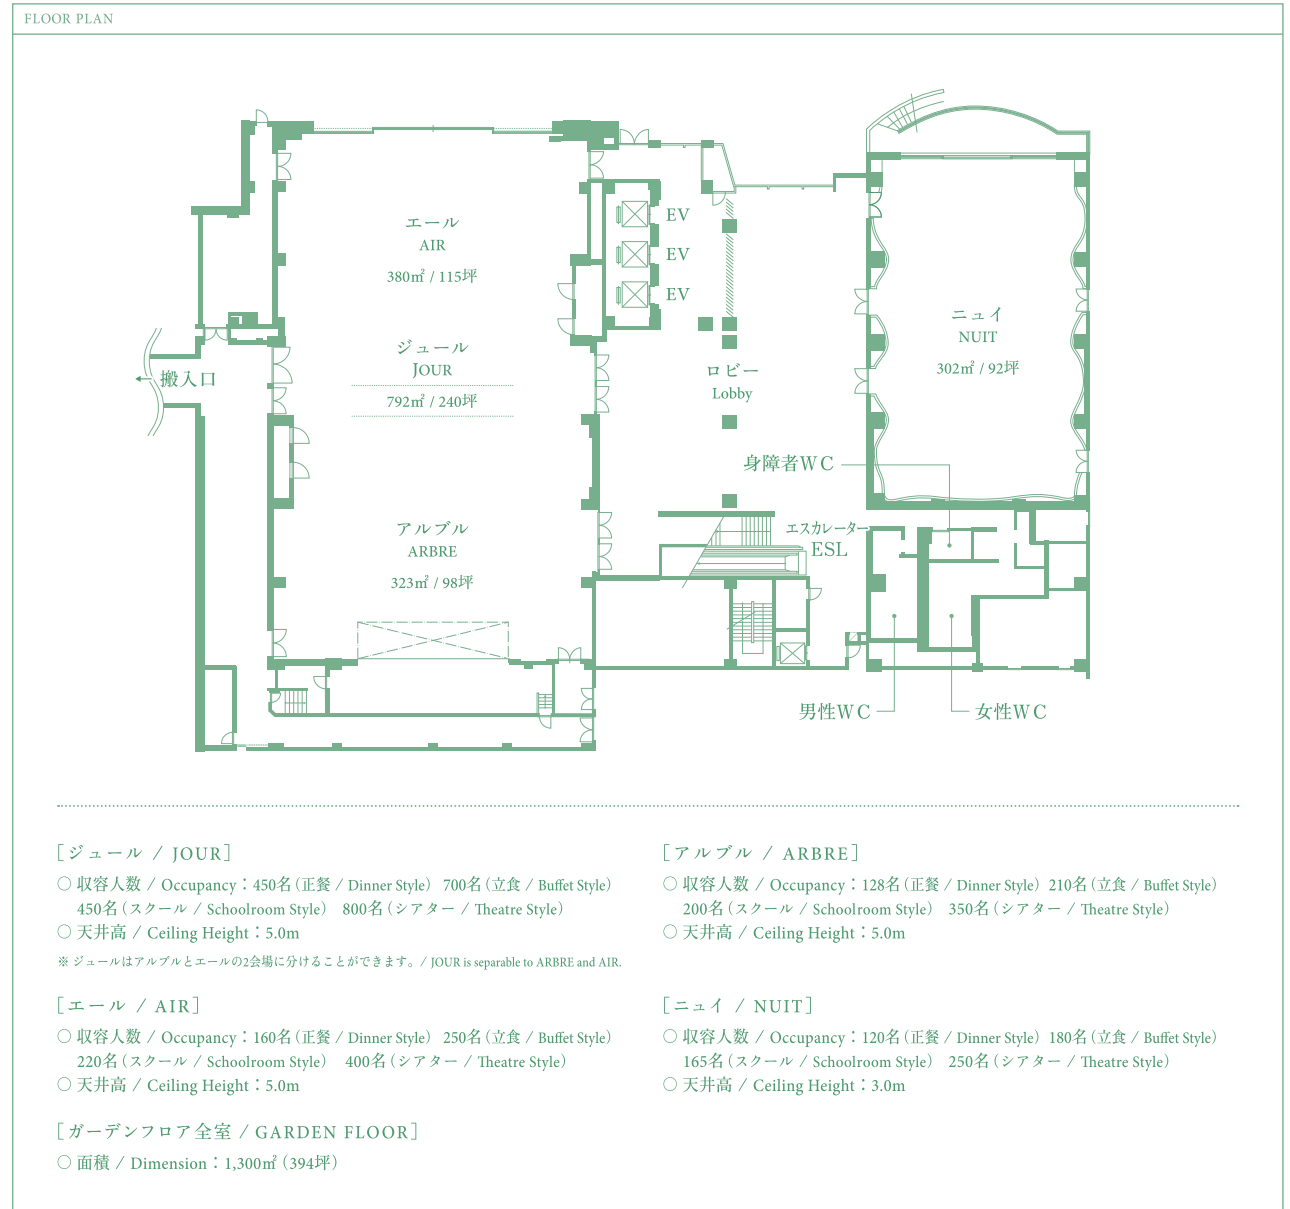 FLOOR PLAN
エール
AIR
380㎡ / 115坪
ジュール
JOUR
792㎡ / 240坪
アルブル
ARBRE
323㎡ / 98坪
搬入口
EV
EV
EV
ロビー
Lobby
ニュイ
NUIT
302㎡ / 92坪
身障者WC
エスカレーター
ESL
男性WC
女性WC
[ジュール / JOUR]
○ 収容人数 / Occupancy：450名（正餐 / Dinner Style） 700名（立食 / Buffet Style）
450名（スクール / Schoolroom Style） 800名（シアター / Theatre Style）
○ 天井高 / Ceiling Height：5.0m
※ ジュールはアルブルとエールの2会場に分けることができます。/ JOUR is separable to ARBRE and AIR.
[アルブル / ARBRE]
○ 収容人数 / Occupancy：128名（正餐 / Dinner Style） 210名（立食 / Buffet Style）
200名（スクール / Schoolroom Style） 350名（シアター / Theatre Style）
○ 天井高 / Ceiling Height：5.0m
[エール / AIR]
○ 収容人数 / Occupancy：160名（正餐 / Dinner Style） 250名（立食 / Buffet Style）
220名（スクール / Schoolroom Style） 400名（シアター / Theatre Style）
○ 天井高 / Ceiling Height：5.0m
[ニュイ / NUIT]
○ 収容人数 / Occupancy：120名（正餐 / Dinner Style） 180名（立食 / Buffet Style）
165名（スクール / Schoolroom Style） 250名（シアター / Theatre Style）
○ 天井高 / Ceiling Height：3.0m
[ガーデンフロア全室 / GARDEN FLOOR]
○ 面積 / Dimension：1,300㎡（394坪）